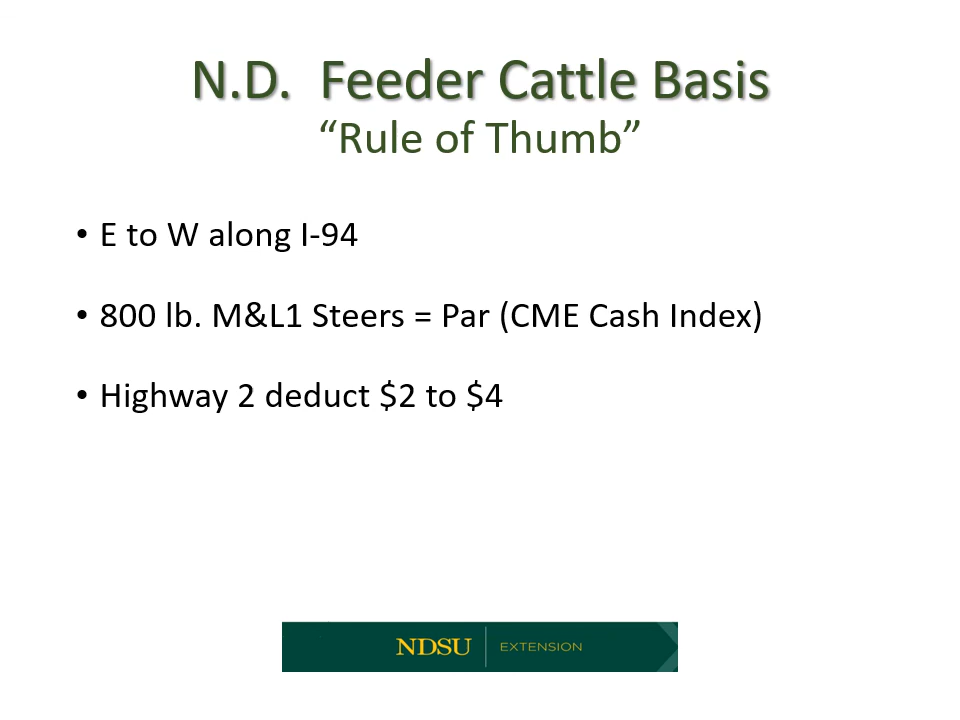 N.D.  Feeder Cattle Basis
“Rule of Thumb”
• E to W along I-94
• 800 lb. M&L1 Steers = Par (CME Cash Index)
• Highway 2 deduct $2 to $4
NDSU EXTENSION